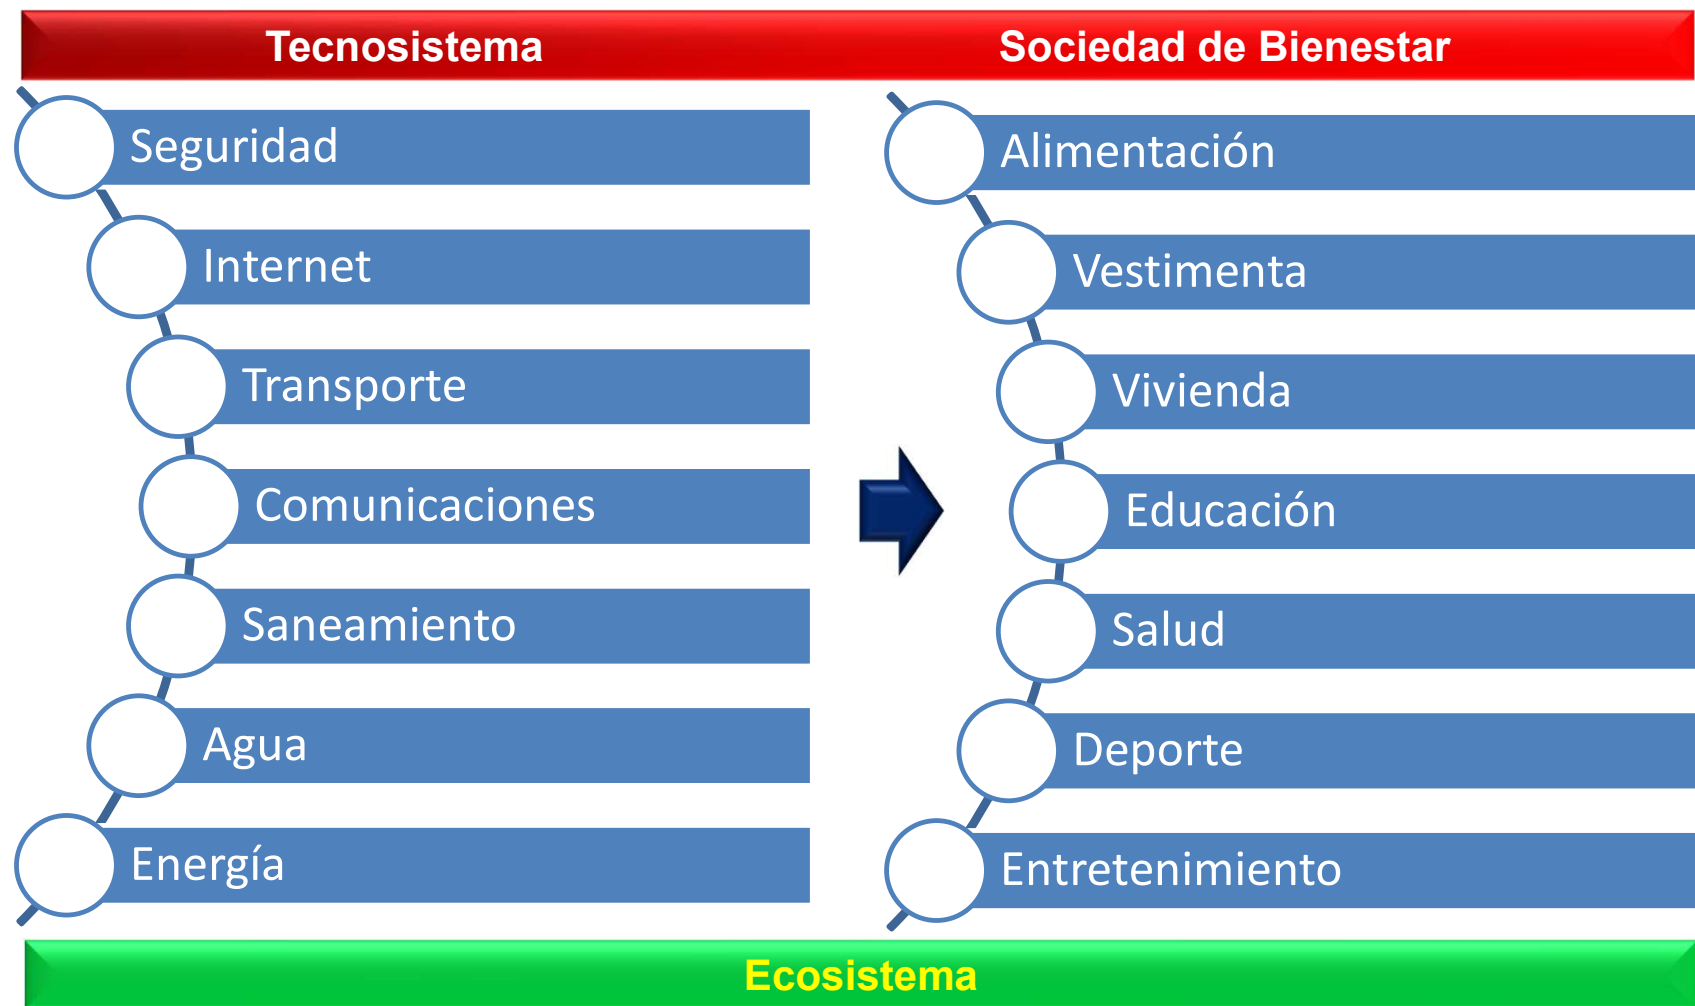 Tecnosistema
Sociedad de Bienestar
Seguridad
Internet
Transporte
Comunicaciones
Saneamiento
Agua
Energía
Alimentación
Vestimenta
Vivienda
Educación
Salud
Deporte
Entretenimiento
Ecosistema